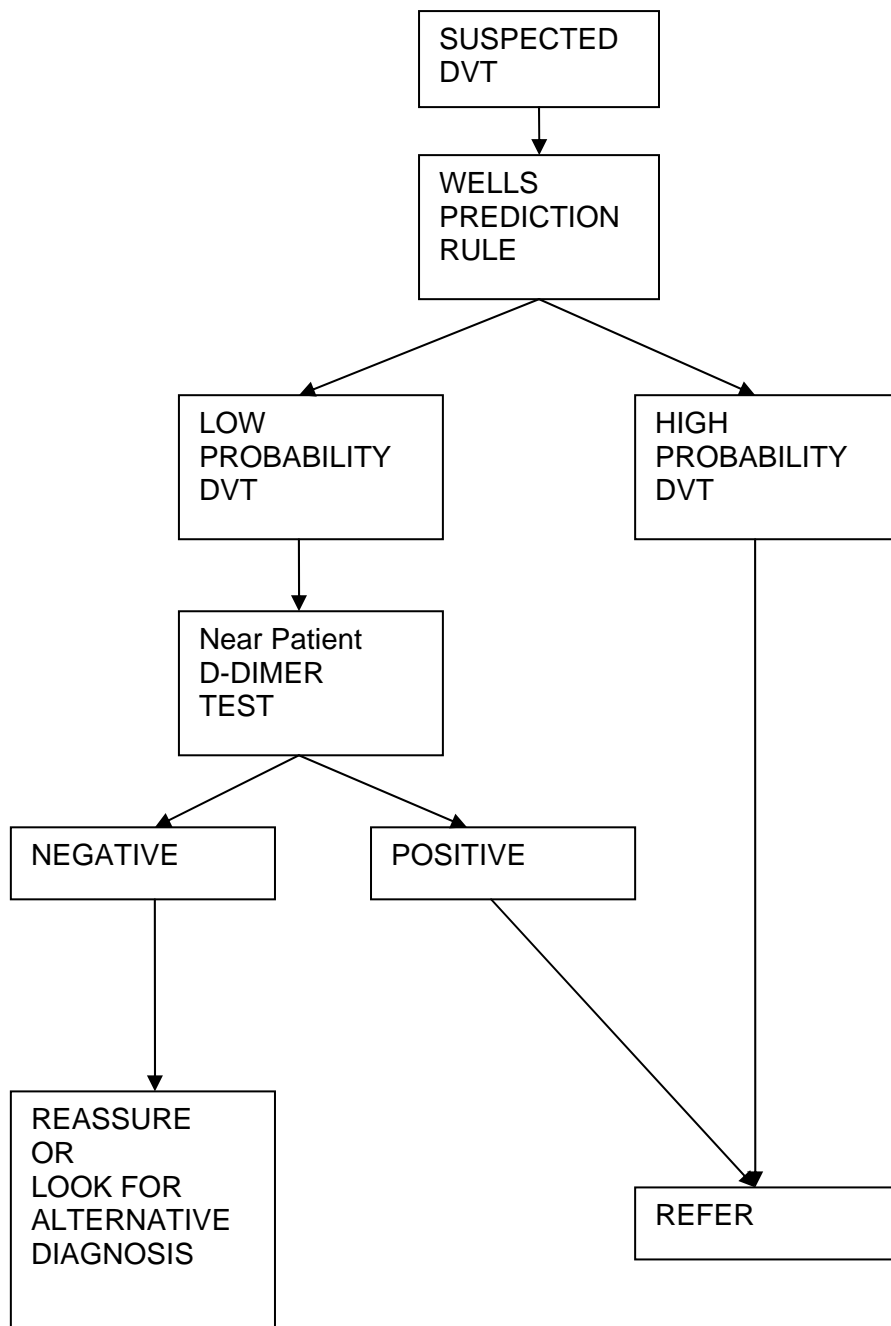 SUSPECTED
DVT
WELLS
PREDICTION
RULE
LOW
PROBABILITY
DVT
HIGH
PROBABILITY
DVT
Near Patient
D-DIMER
TEST
NEGATIVE
POSITIVE
REASSURE
OR
LOOK FOR
ALTERNATIVE
DIAGNOSIS
REFER